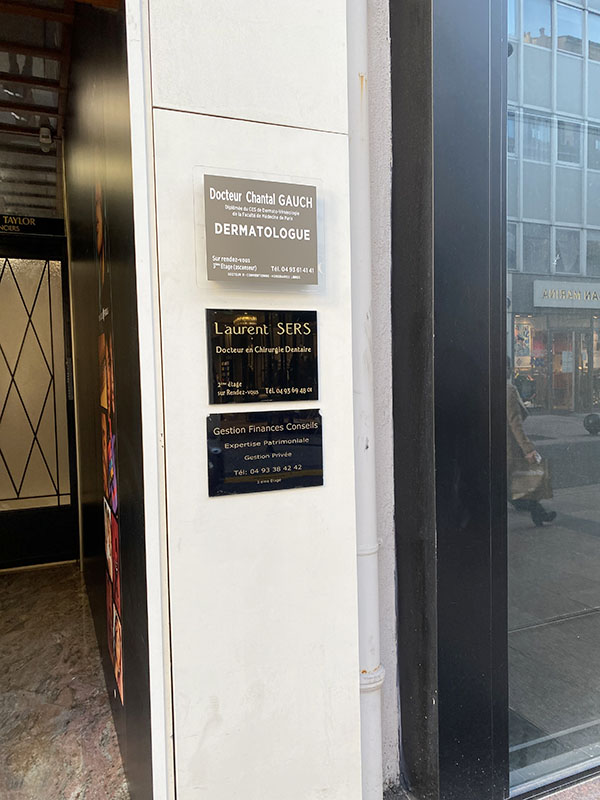 TAYLOR
Docteur Chantal GAUCH
Diplômée du CES de Dermato-Vénéréologie
de la Faculté de Médecine de Paris
DERMATOLOGUE
Sur rendez-vous
Tél. 04 93 61 41 41
Laurent SERS
Docteur en Chirurgie Dentaire
2ème étage
sur Rendez-vous Tél. 04 93 69 48 01
Gestion Finances Conseils
Expertise Patrimoniale
Gestion Privée
Tél: 04 93 38 42 42